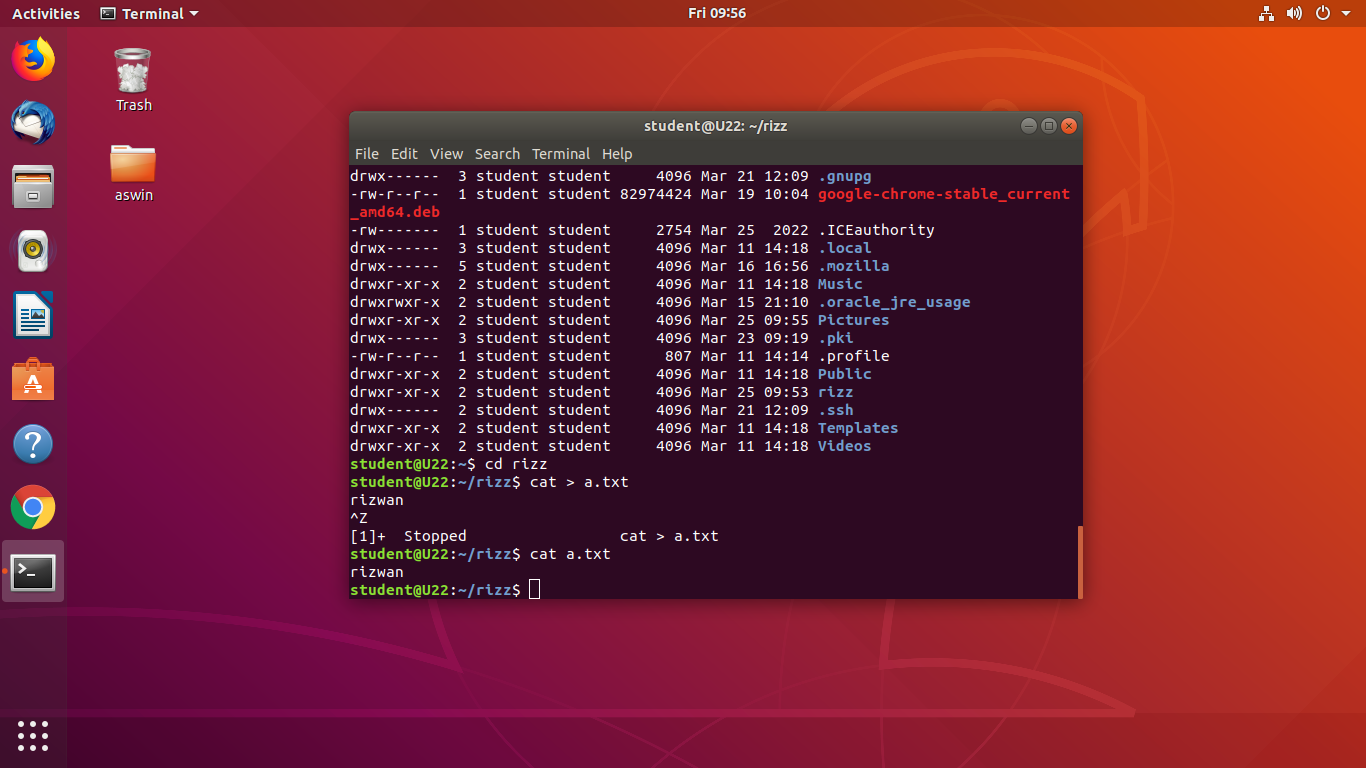 Activities Terminal Fri 09:56
Trash
aswin
student@U22: ~/rizz
File Edit View Search Terminal Help
drwx------  3 student student     4096 Mar 21 12:09 .gnupg
-rw-r--r--  1 student student 82974424 Mar 19 10:04 google-chrome-stable_current
_amd64.deb
-rw-------  1 student student     2754 Mar 25  2022 .ICEauthority
drwx------  3 student student     4096 Mar 11 14:18 .local
drwx------  5 student student     4096 Mar 16 16:56 .mozilla
drwxr-xr-x  2 student student     4096 Mar 11 14:18 Music
drwxrwxr-x  2 student student     4096 Mar 15 21:10 .oracle_jre_usage
drwxr-xr-x  2 student student     4096 Mar 25 09:55 Pictures
drwx------  3 student student     4096 Mar 23 09:19 .pki
-rw-r--r--  1 student student      807 Mar 11 14:14 .profile
drwxr-xr-x  2 student student     4096 Mar 11 14:18 Public
drwxr-xr-x  2 student student     4096 Mar 25 09:53 rizz
drwx------  2 student student     4096 Mar 21 12:09 .ssh
drwxr-xr-x  2 student student     4096 Mar 11 14:18 Templates
drwxr-xr-x  2 student student     4096 Mar 11 14:18 Videos
student@U22:~$ cd rizz
student@U22:~/rizz$ cat > a.txt
rizwan
^Z
[1]+  Stopped                 cat > a.txt
student@U22:~/rizz$ cat a.txt
rizwan
student@U22:~/rizz$